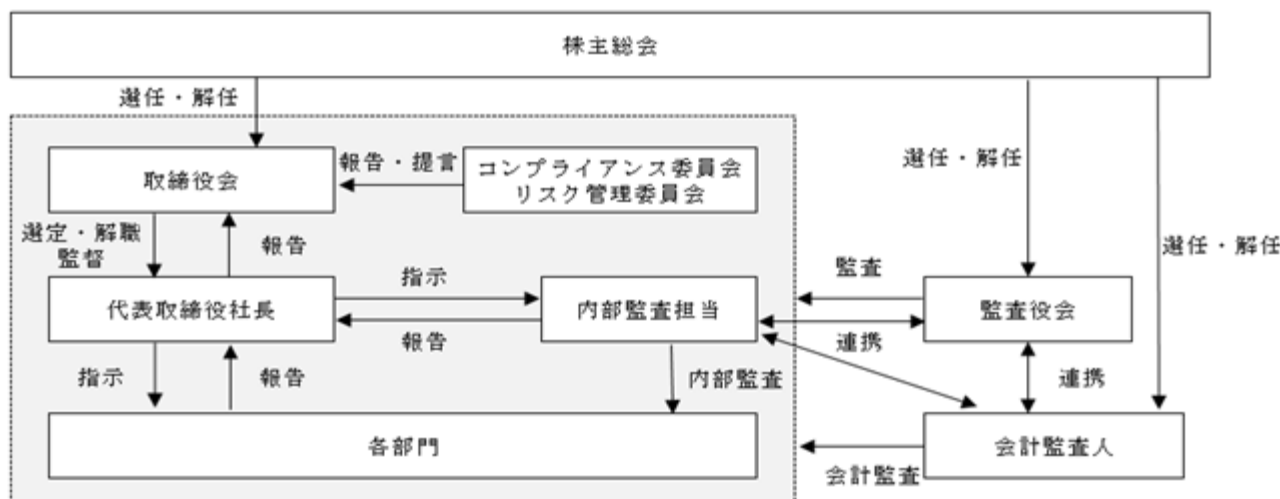 株主総会
選任・解任
取締役会
報告・提言
コンプライアンス委員会
リスク管理委員会
選任・解任
選任・解任
選定・解職
監督
報告
代表取締役社長
指示
報告
内部監査担当
監査
連携
監査役会
指示
報告
内部監査
連携
各部門
会計監査
会計監査人